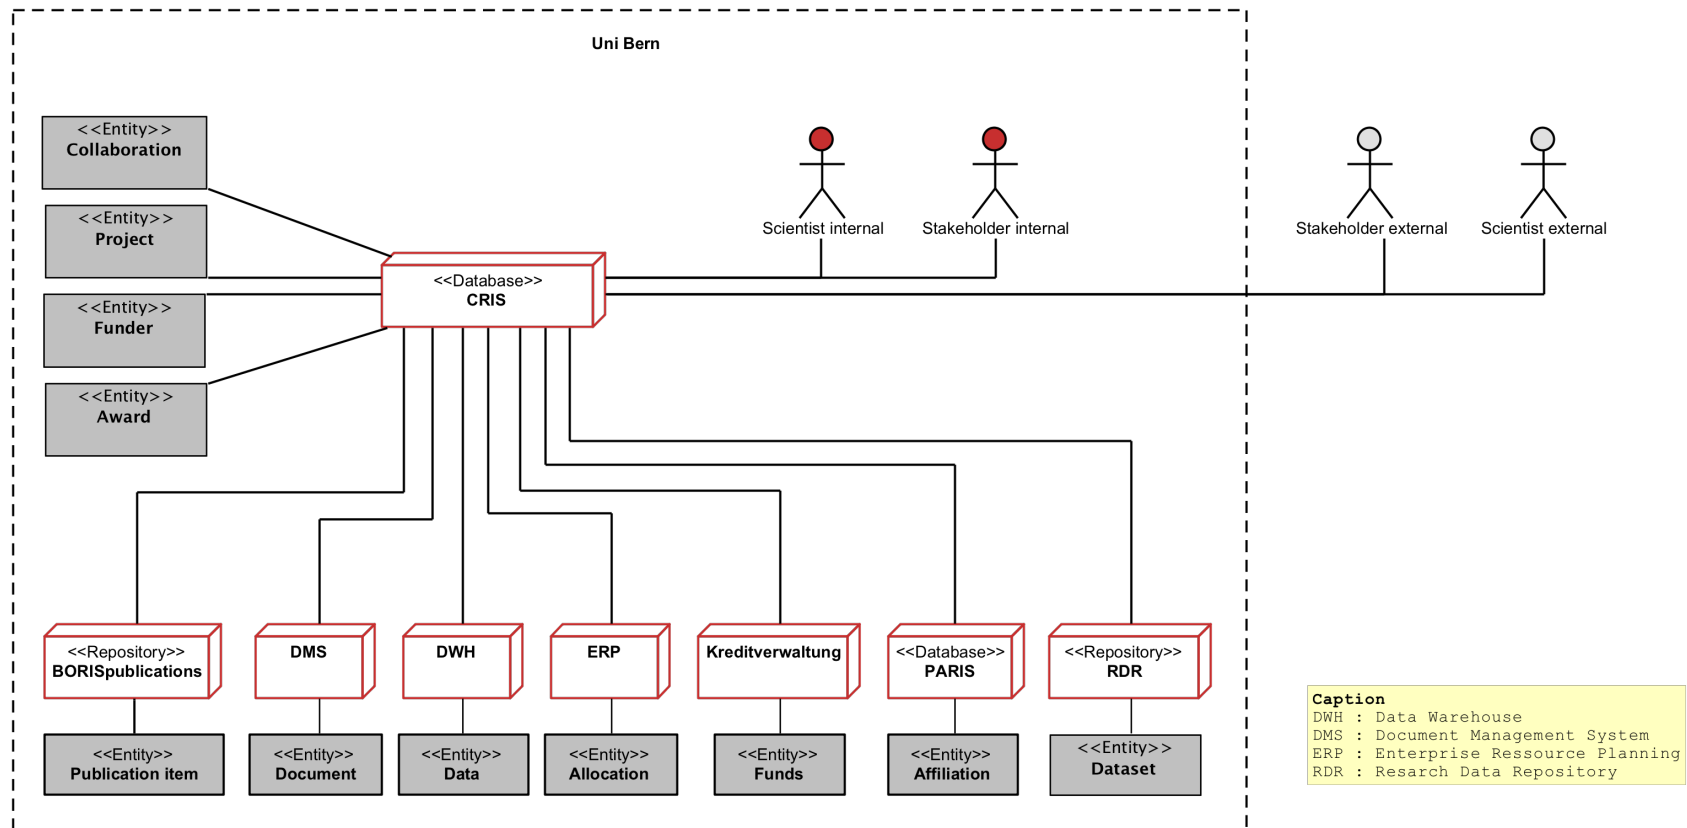 Uni Bern
<<Entity>>
Collaboration
<<Entity>>
Project
<<Entity>>
Funder
<<Entity>>
Award
Scientist internal
Stakeholder internal
Stakeholder external
Scientist external
<<Database>>
CRIS
<<Repository>>
BORISpublications
DMS
DWH
ERP
Kreditverwaltung
<<Database>>
PARIS
<<Repository>>
RDR
<<Entity>>
Publication item
<<Entity>>
Document
<<Entity>>
Data
<<Entity>>
Allocation
<<Entity>>
Funds
<<Entity>>
Affiliation
<<Entity>>
Dataset
Caption
DWH : Data Warehouse
DMS : Document Management System
ERP : Enterprise Ressource Planning
RDR : Resarch Data Repository